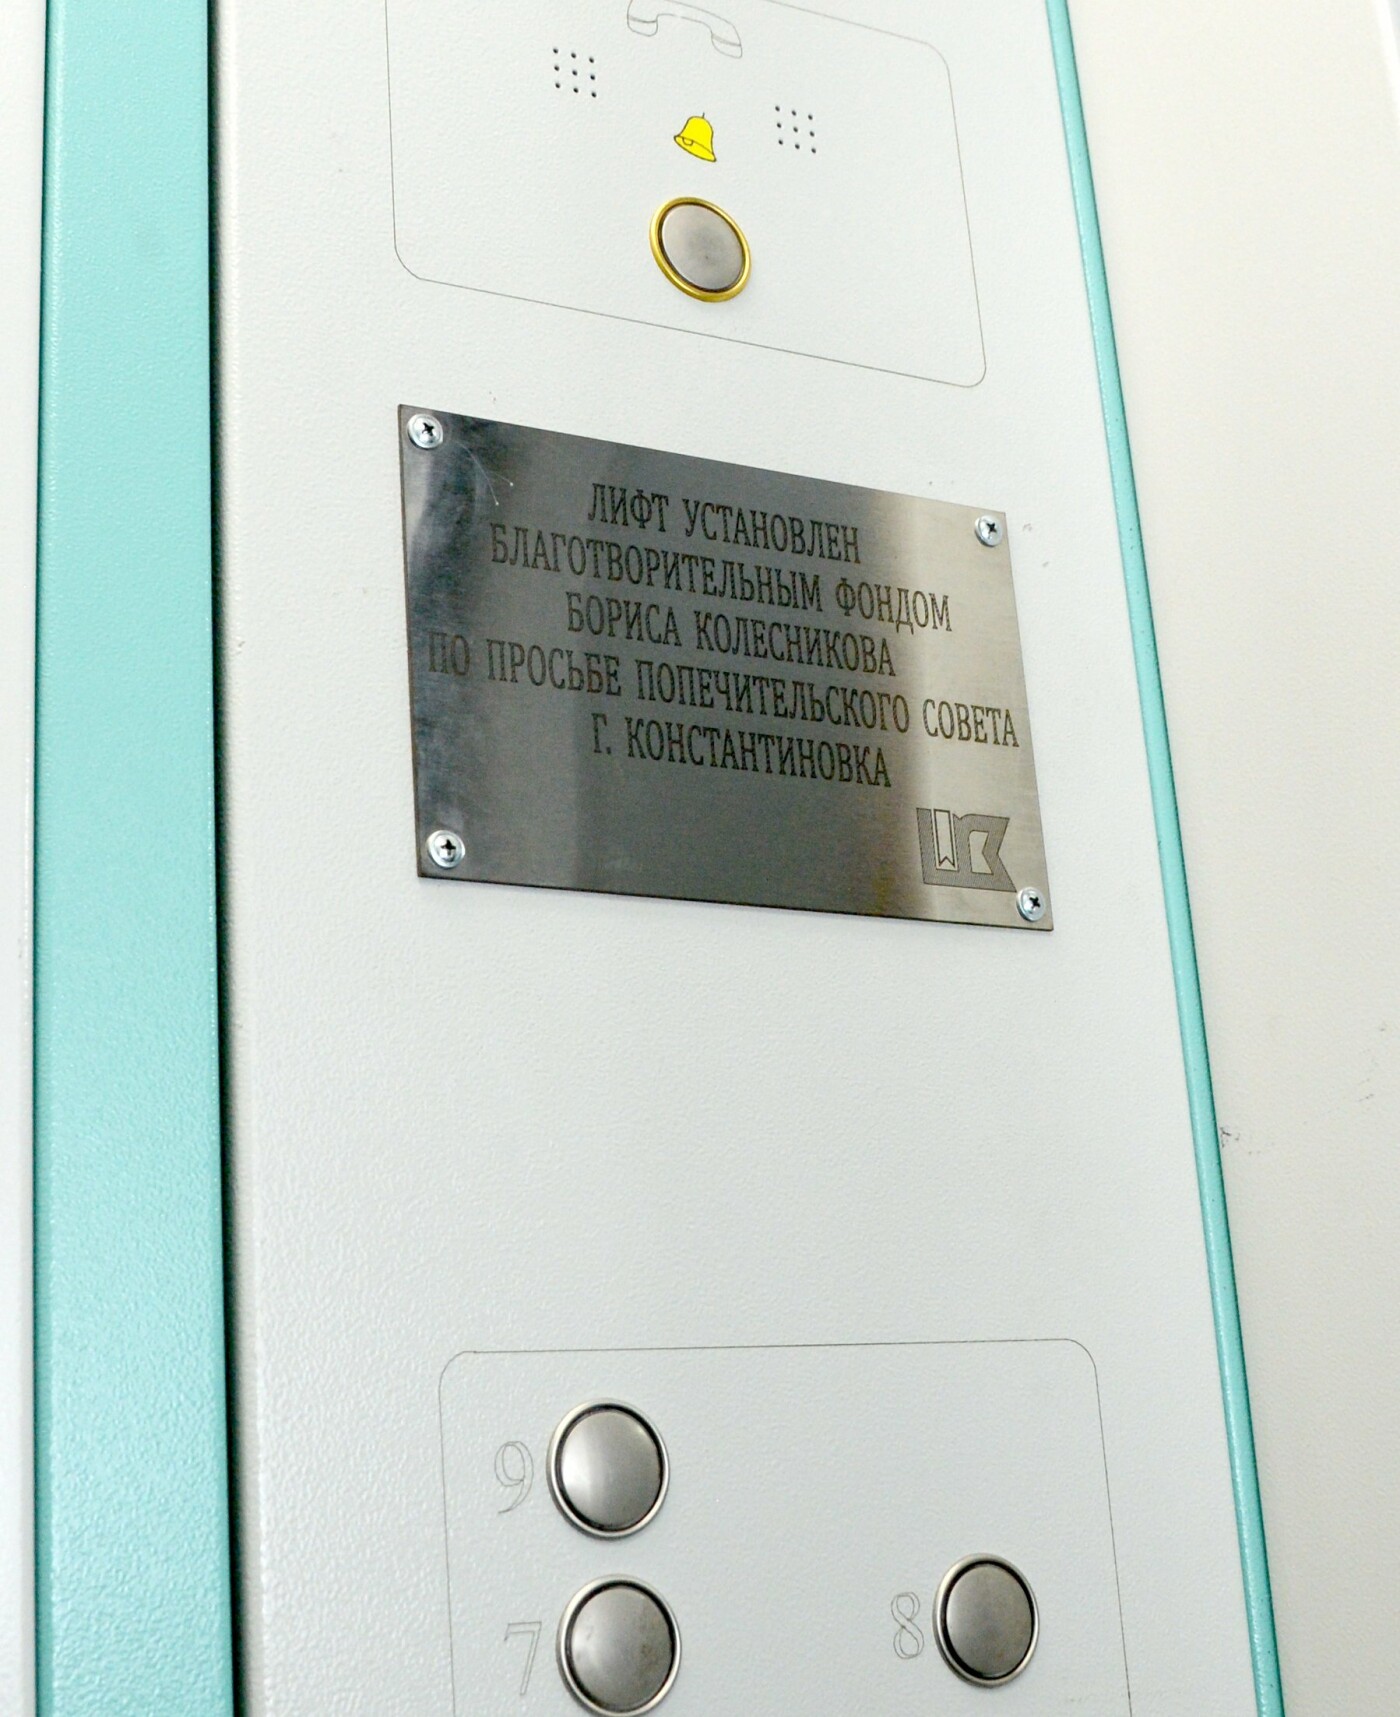 ЛИФТ УСТАНОВЛЕН
БЛАГОТВОРИТЕЛЬНЫМ ФОНДОМ
БОРИСА КОЛЕСНИКОВА
ПО ПРОСЬБЕ ПОПЕЧИТЕЛЬСКОГО СОВЕТА
Г. КОНСТАНТИНОВКА
9
7 8